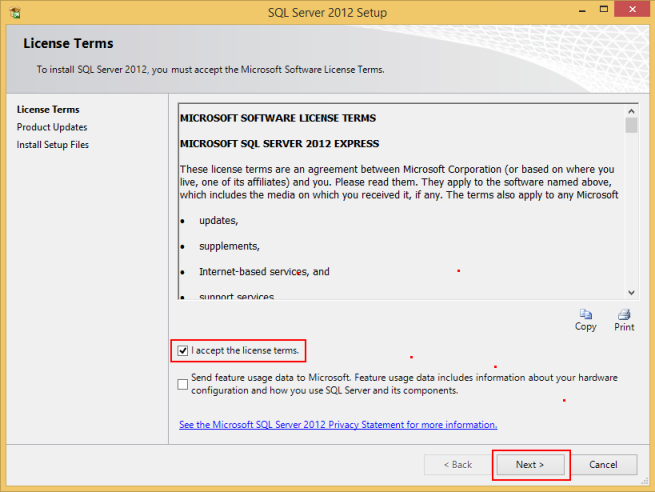 SQL Server 2012 Setup
License Terms
To install SQL Server 2012, you must accept the Microsoft Software License Terms.
License Terms
Product Updates
Install Setup Files
MICROSOFT SOFTWARE LICENSE TERMS
MICROSOFT SQL SERVER 2012 EXPRESS
These license terms are an agreement between Microsoft Corporation (or based on where you
live, one of its affiliates) and you. Please read them. They apply to the software named above,
which includes the media on which you received it, if any. The terms also apply to any Microsoft
• updates,
• supplements,
• Internet-based services, and
• support services
Copy
Print
I accept the license terms.
Send feature usage data to Microsoft. Feature usage data includes information about your hardware
configuration and how you use SQL Server and its components.
See the Microsoft SQL Server 2012 Privacy Statement for more information.
< Back
Next >
Cancel